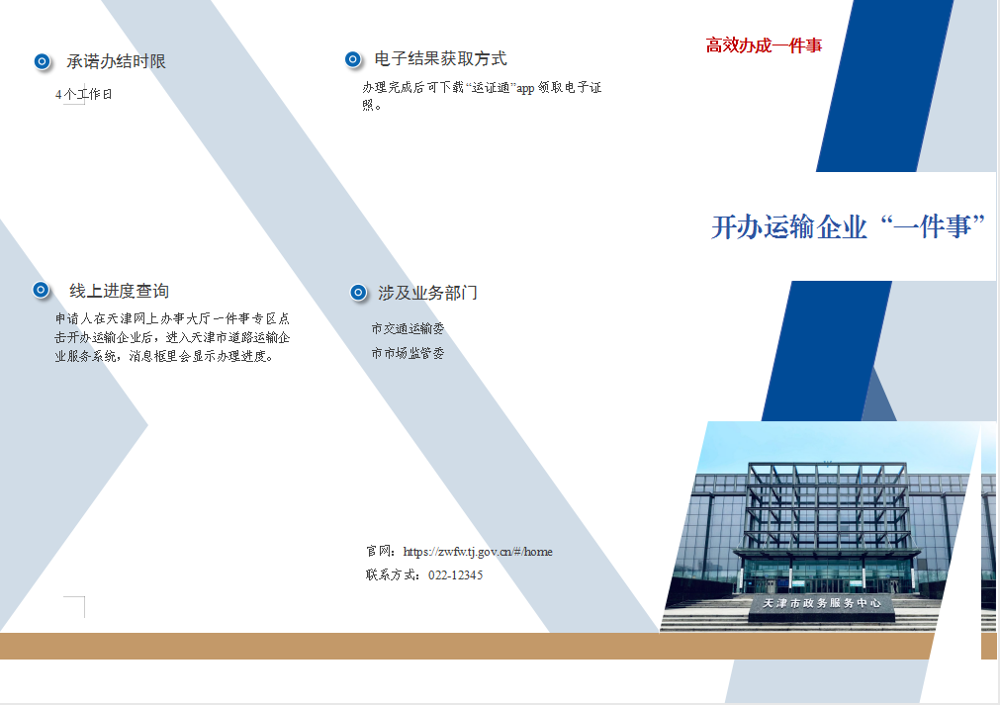 承诺办结时限
4个工作日
线上进度查询
申请人在天津网上办事大厅一件事专区点
击开办运输企业后，进入天津市道路运输企
业服务系统，消息框里会显示办理进度。
电子结果获取方式
办理完成后可下载“运证通”app 领取电子证
照。
涉及业务部门
市交通运输委
市市场监管委
官网：https://zwfw.tj.gov.cn/#/home
联系方式：022-12345
高效办成一件事
开办运输企业“一件事”
天津市政务服务中心